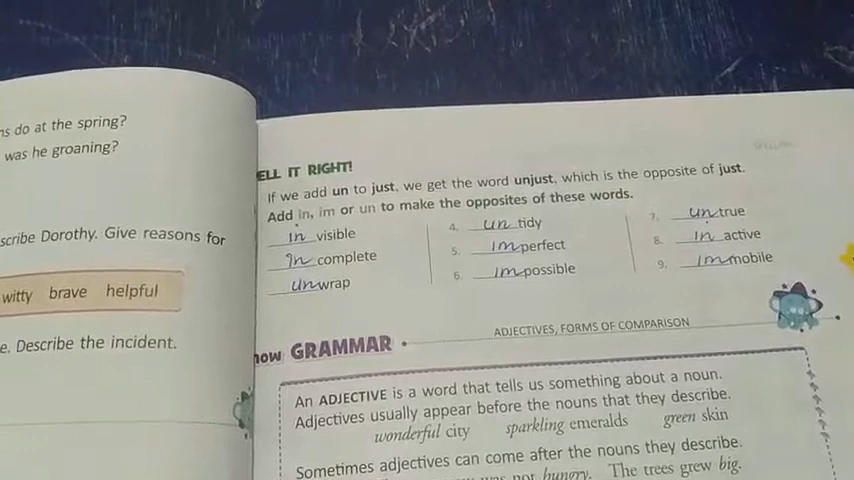 ns do at the spring?
was he groaning?
scribe Dorothy. Give reasons for
witty brave helpful
e. Describe the incident.
ELL IT RIGHT!
SPELLING
If we add un to just, we get the word unjust, which is the opposite of just.
Add in, im or un to make the opposites of these words.
in visible 4. un tidy 7. un true
in complete 5. im perfect 8. in active
un wrap 6. im possible 9. im mobile
now GRAMMAR
ADJECTIVES, FORMS OF COMPARISON
An ADJECTIVE is a word that tells us something about a noun.
Adjectives usually appear before the nouns that they describe.
wonderful city sparkling emeralds green skin
Sometimes adjectives can come after the nouns they describe.
not hungry. The trees grew big.